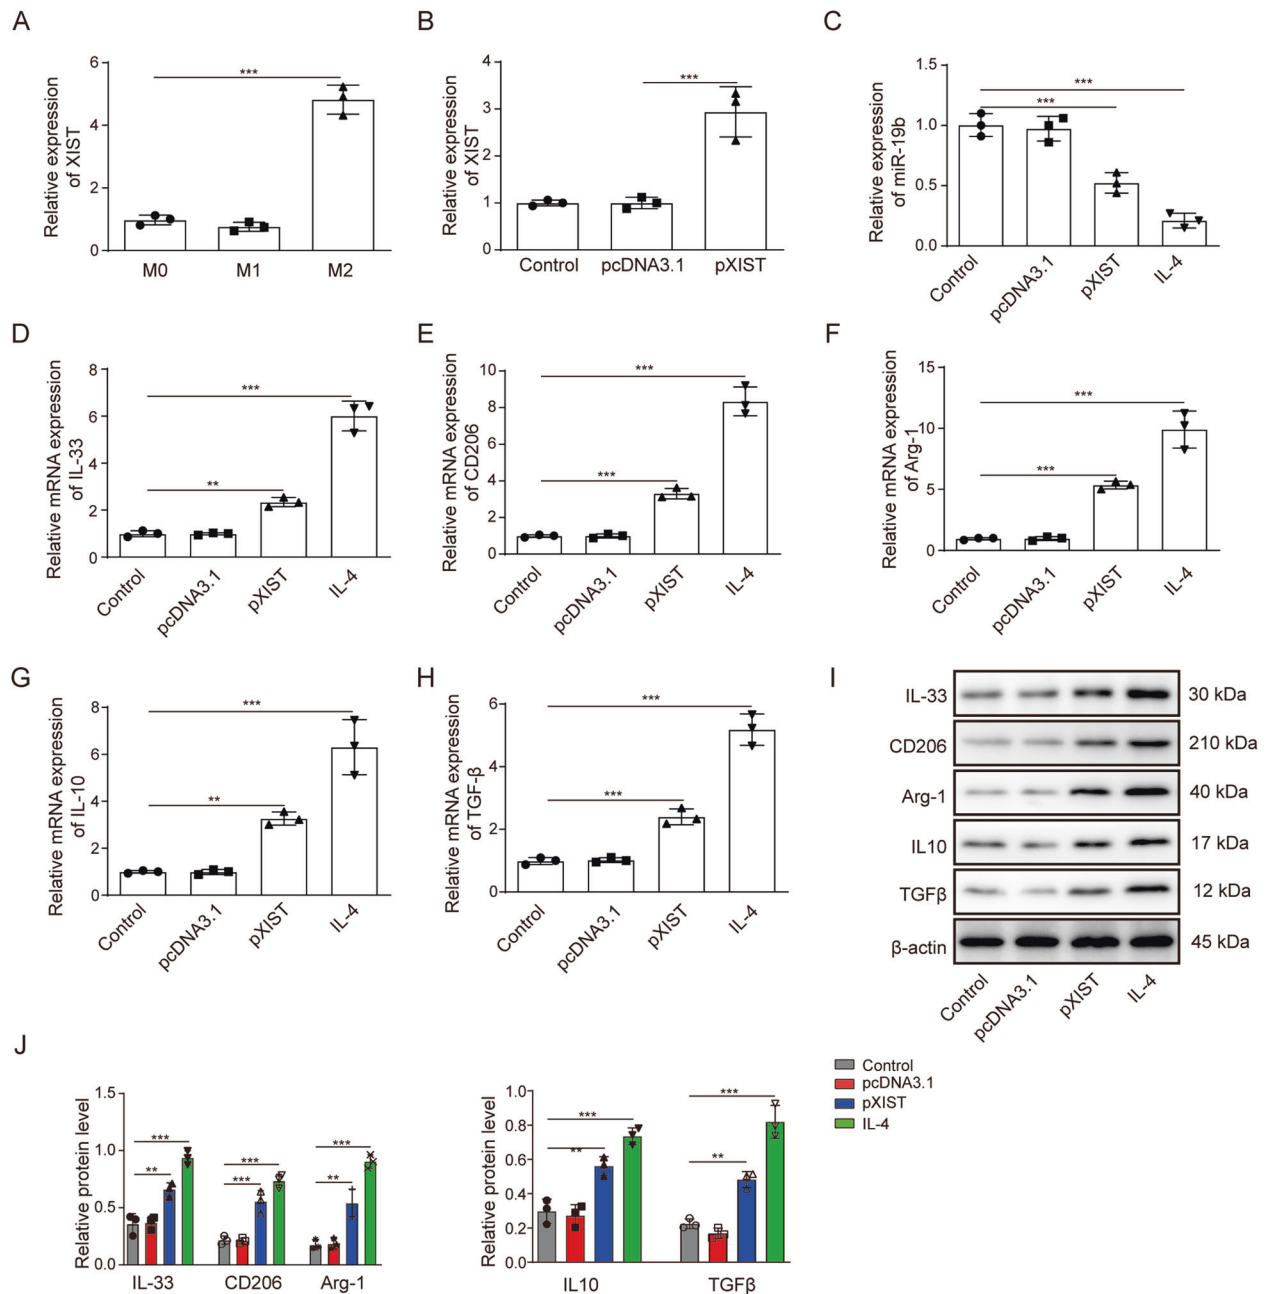 A
Relative expression
of XIST
6
4
2
0
***
M0
M1
M2
B
Relative expression
of XIST
4
3
2
1
0
***
Control
pcDNA3.1
pXIST
C
Relative expression
of miR-19b
1.5
1.0
0.5
0.0
***
***
Control
pcDNA3.1
pXIST
IL-4
D
Relative mRNA expression
of IL-33
8
6
4
2
0
***
**
Control
pcDNA3.1
pXIST
IL-4
E
Relative mRNA expression
of CD206
10
8
6
4
2
0
***
***
Control
pcDNA3.1
pXIST
IL-4
F
Relative mRNA expression
of Arg-1
15
10
5
0
***
***
Control
pcDNA3.1
pXIST
IL-4
G
Relative mRNA expression
of IL-10
8
6
4
2
0
***
**
Control
pcDNA3.1
pXIST
IL-4
H
Relative mRNA expression
of TGF-β
6
4
2
0
***
***
Control
pcDNA3.1
pXIST
IL-4
I
IL-33 30 kDa
CD206 210 kDa
Arg-1 40 kDa
IL10 17 kDa
TGFβ 12 kDa
β-actin 45 kDa
Control
pcDNA3.1
pXIST
IL-4
J
Relative protein level
1.5
1.0
0.5
0.0
***
**
***
***
***
**
IL-33
CD206
Arg-1
Relative protein level
1.0
0.8
0.6
0.4
0.2
0.0
***
**
***
**
IL10
TGFβ
Control
pcDNA3.1
pXIST
IL-4